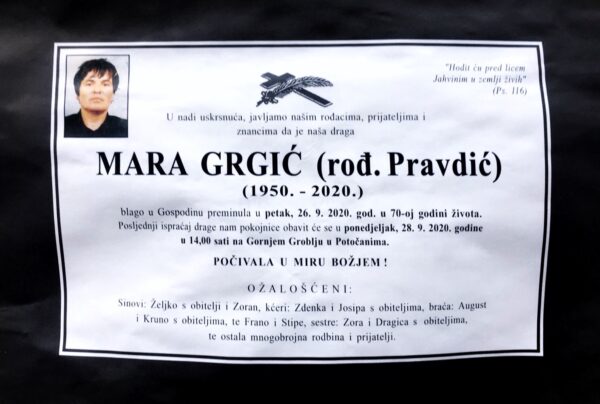 "Hodit ću pred licem
Jahvinim u zemlji živih"
(Ps. 116)
U nadi uskrsnuća, javljamo našim rođacima, prijateljima i
znancima da je naša draga
MARA GRGIĆ (rođ. Pravdić)
(1950. - 2020.)
blago u Gospodinu preminula u petak, 26. 9. 2020. god. u 70-oj godini života.
Posljednji ispraćaj drage nam pokojnice obavit će se u ponedjeljak, 28. 9. 2020. godine
u 14,00 sati na Gornjem Groblju u Potočanima.
POČIVALA U MIRU BOŽJEM !
OŽALOŠĆENI:
Sinovi: Željko s obitelji i Zoran, kćeri: Zdenka i Josipa s obiteljima, braća: August
i Kruno s obiteljima, te Frano i Stipe, sestre: Zora i Dragica s obiteljima,
te ostala mnogobrojna rodbina i prijatelji.